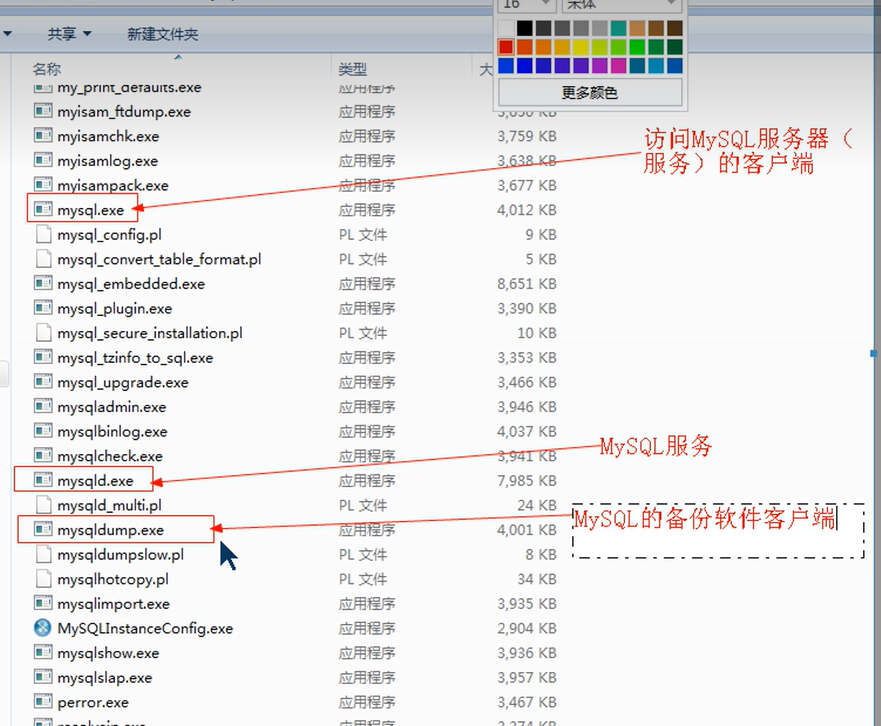 16 宋体
共享 新建文件夹
名称 类型 大
更多颜色
my_print_defaults.exe 应用程序
myisam_ftdump.exe 应用程序 3,630 KB
myisamchk.exe 应用程序 3,759 KB
myisamlog.exe 应用程序 3,638 KB
myisampack.exe 应用程序 3,677 KB
mysql.exe 应用程序 4,012 KB
mysql_config.pl PL 文件 9 KB
mysql_convert_table_format.pl PL 文件 5 KB
mysql_embedded.exe 应用程序 8,651 KB
mysql_plugin.exe 应用程序 3,390 KB
mysql_secure_installation.pl PL 文件 10 KB
mysql_tzinfo_to_sql.exe 应用程序 3,353 KB
mysql_upgrade.exe 应用程序 3,466 KB
mysqladmin.exe 应用程序 3,946 KB
mysqlbinlog.exe 应用程序 4,037 KB
mysqlcheck.exe 应用程序 3,941 KB
mysqld.exe 应用程序 7,985 KB
mysqld_multi.pl PL 文件 24 KB
mysqldump.exe 应用程序 4,001 KB
mysqldumpslow.pl PL 文件 8 KB
mysqlhotcopy.pl PL 文件 34 KB
mysqlimport.exe 应用程序 3,935 KB
MySQLInstanceConfig.exe 应用程序 2,904 KB
mysqlshow.exe 应用程序 3,936 KB
mysqlslap.exe 应用程序 3,957 KB
perror.exe 应用程序 3,467 KB
访问MySQL服务器（
服务）的客户端
MySQL服务
MySQL的备份软件客户端